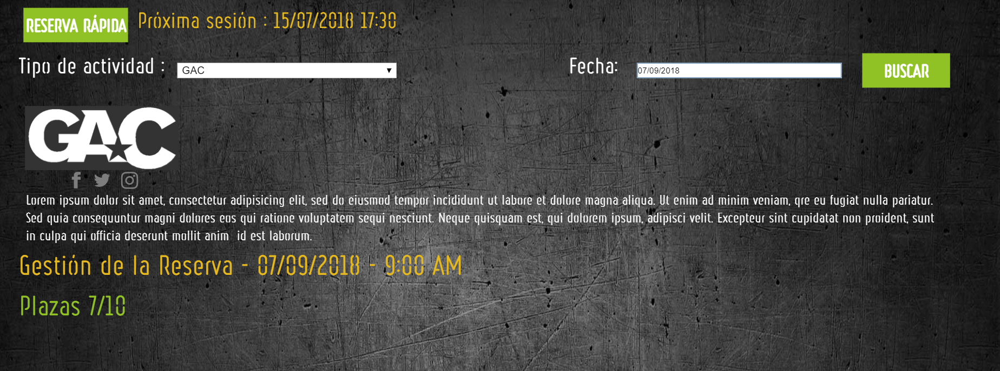 RESERVA RÁPIDA Próxima sesión : 15/07/2018 17:30
Tipo de actividad : GAC Fecha: 07/09/2018 BUSCAR
GAC
Lorem ipsum dolor sit amet, consectetur adipisicing elit, sed do eiusmod tempor incididunt ut labore et dolore magna aliqua. Ut enim ad minim veniam, qre eu fugiat nulla pariatur.
Sed quia consequuntur magni dolores eos qui ratione voluptatem sequi nesciunt. Neque quisquam est, qui dolorem ipsum, adipisci velit. Excepteur sint cupidatat non proident, sunt
in culpa qui officia deserunt mollit anim id est laborum.
Gestión de la Reserva - 07/09/2018 - 9:00 AM
Plazas 7/10